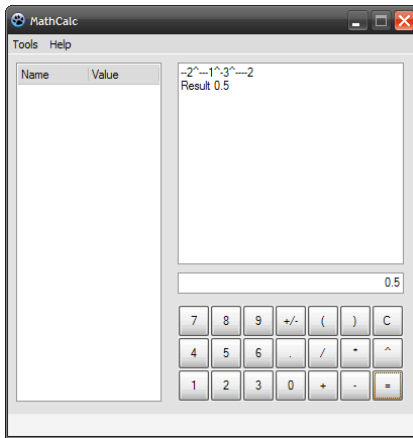 MathCalc
Tools Help
Name Value
--2^---1^-3^----2
Result 0.5
0.5
7 8 9 +/- ( ) C
4 5 6 . / * ^
1 2 3 0 + - =